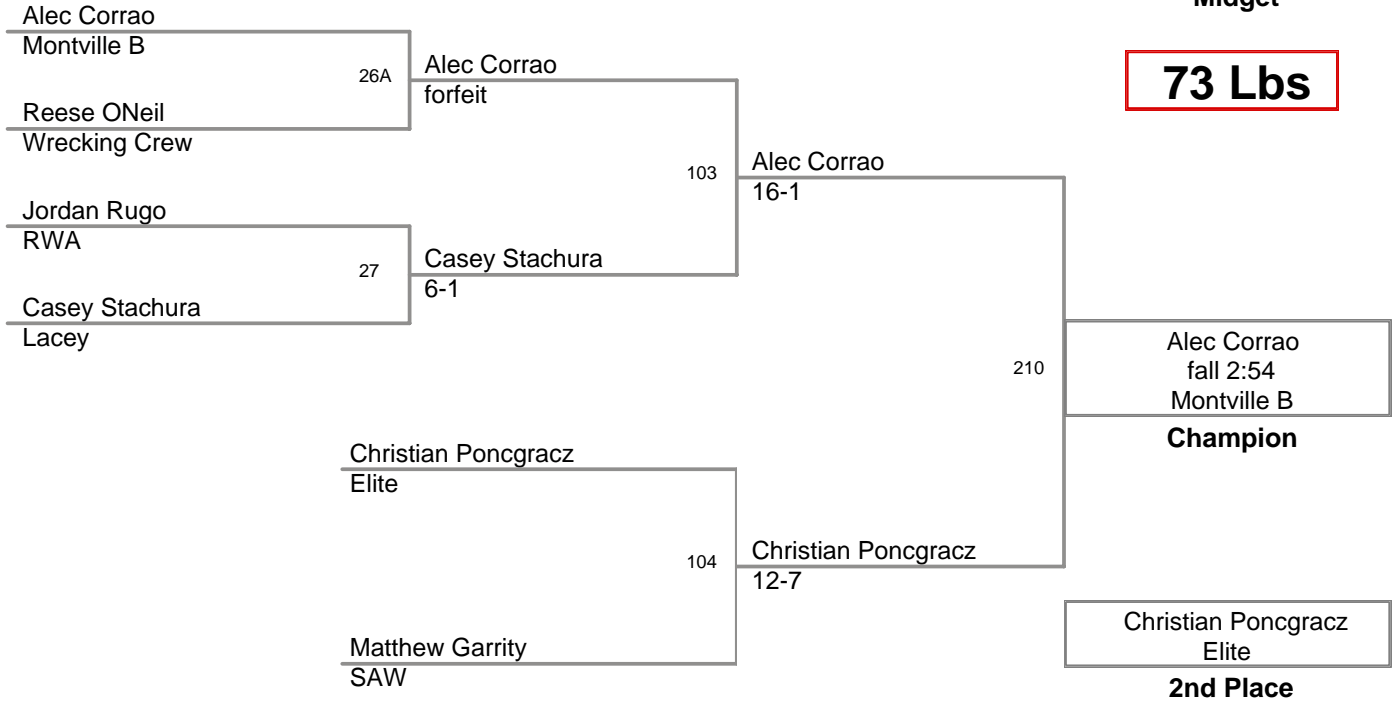 Midget
73 Lbs
Alec Corrao
Montville B
26A
Reese ONeil
Wrecking Crew
Alec Corrao
forfeit
Jordan Rugo
RWA
27
Casey Stachura
Lacey
Casey Stachura
6-1
103
Alec Corrao
16-1
Christian Poncgracz
Elite
104
Matthew Garrity
SAW
Christian Poncgracz
12-7
210
Alec Corrao
fall 2:54
Montville B
Champion
Christian Poncgracz
Elite
2nd Place